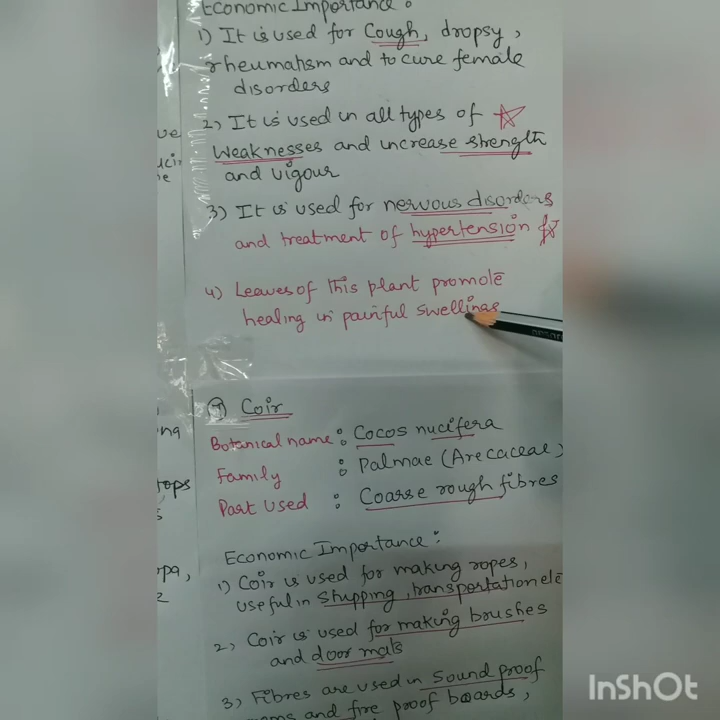 Economic Importance :
1) It is used for Cough, dropsy,
rheumatism and to cure female
disorders
2) It is used in all types of
Weaknesses and increase strength
and vigour
3) It is used for nervous disorders
and treatment of hypertension
4) Leaves of this plant promote
healing in painful swellings
7 Coir
Botanical name : Cocos nucifera
Family : Palmae (Arecaceae)
Part Used : Coarse rough fibres
Economic Importance :
1) Coir is used for making ropes,
useful in shipping, transportation etc
2) Coir is used for making brushes
and door mats
3) Fibres are used in sound proof
and fire proof boards,
InShOt